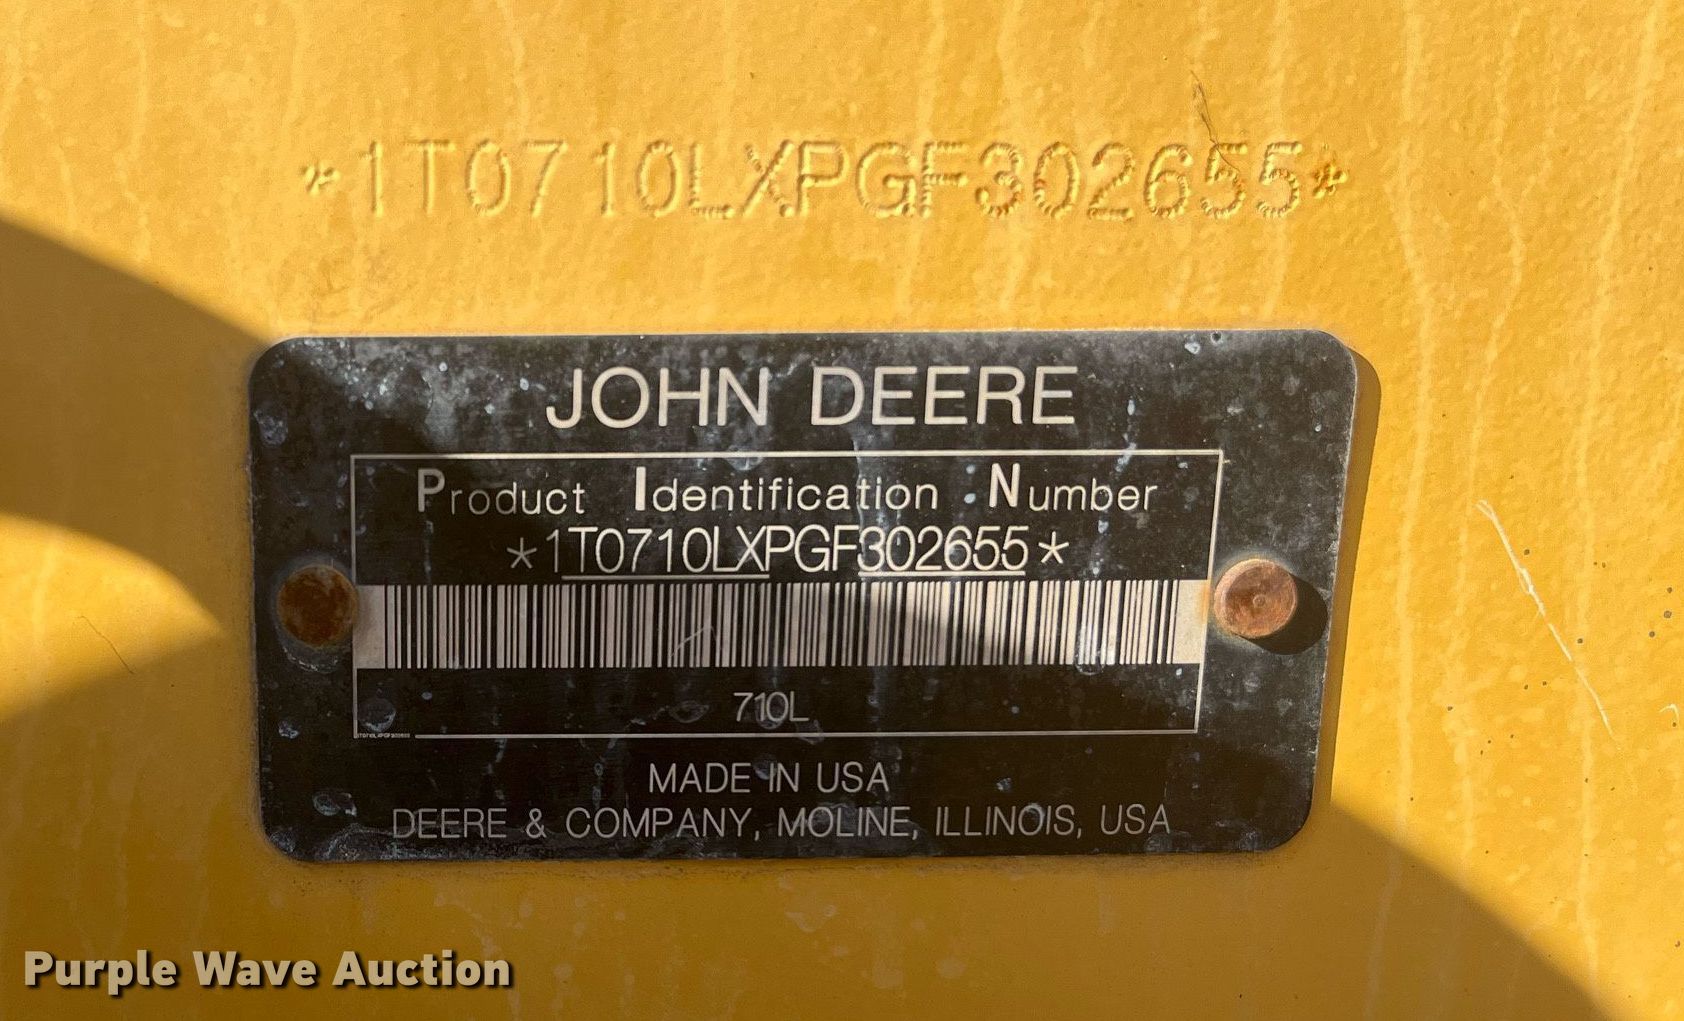 *1T0710LXPGF302655*
JOHN DEERE
Product Identification Number
*1T0710LXPGF302655*
710L
MADE IN USA
DEERE & COMPANY, MOLINE, ILLINOIS, USA
Purple Wave Auction